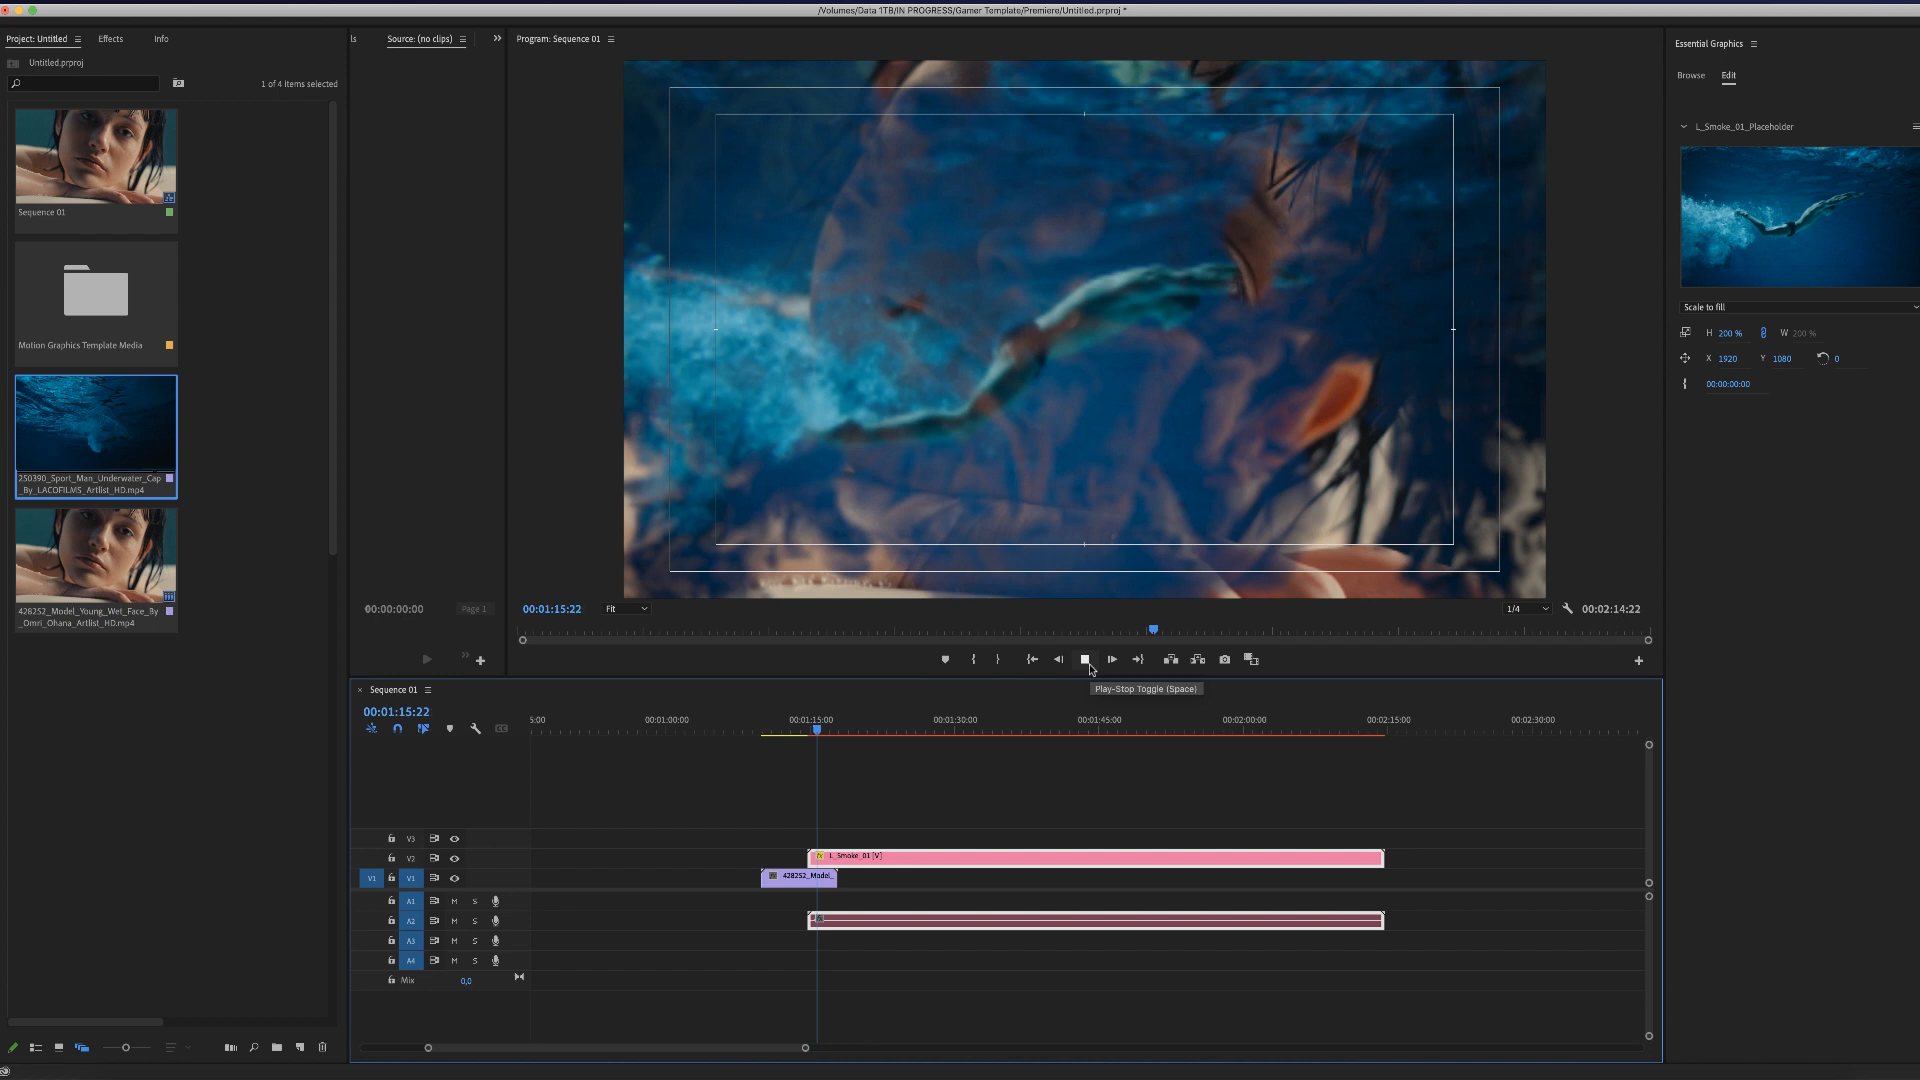 /Volumes/Data 1TB/IN PROGRESS/Gamer Template/Premiere/Untitled.prproj *
Project: Untitled
Effects
Info
ls
Source: (no clips)
Program: Sequence 01
Essential Graphics
Untitled.prproj
1 of 4 items selected
Browse
Edit
L_Smoke_01_Placeholder
Sequence 01
Motion Graphics Template Media
250390_Sport_Man_Underwater_Cap
_By_LACOFILMS_Artlist_HD.mp4
428252_Model_Young_Wet_Face_By
_Omri_Ohana_Artlist_HD.mp4
Scale to fill
H 200 % W 200 %
X 1920 Y 1080 0
00:00:00:00
00:00:00:00
Page 1
00:01:15:22
Fit
1/4
00:02:14:22
Play-Stop Toggle (Space)
Sequence 01
00:01:15:22
5:00
00:01:00:00
00:01:15:00
00:01:30:00
00:01:45:00
00:02:00:00
00:02:15:00
00:02:30:00
V3
V2
L_Smoke_01 [V]
V1 V1
428252_Model_
A1 M S
A2 M S
A3 M S
A4 M S
Mix 0,0